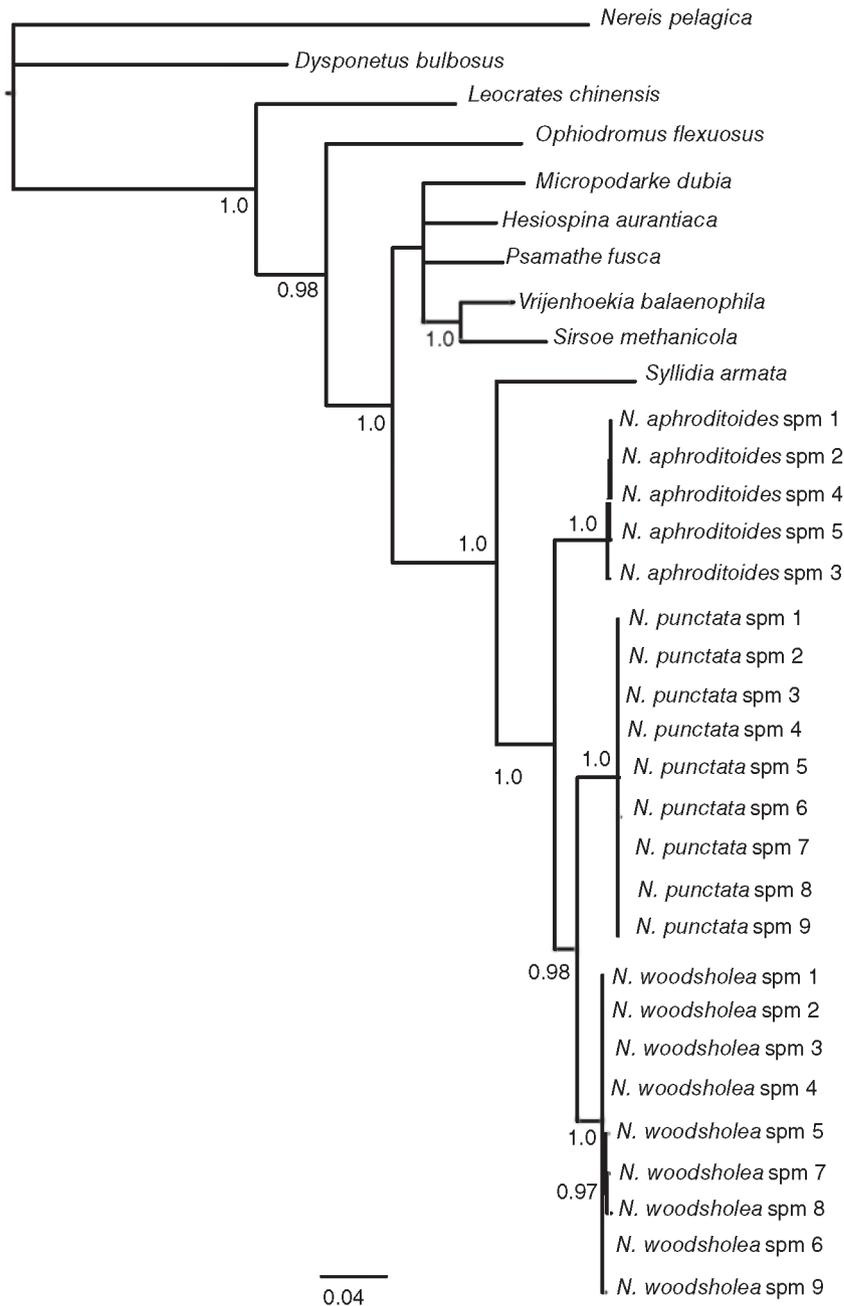 Nereis pelagica
Dysponetus bulbosus
Leocrates chinensis
Ophiodromus flexuosus
Micropodarke dubia
1.0
Hesiospina aurantiaca
Psamathe fusca
0.98
Vrijenhoekia balaenophila
1.0
Sirsoe methanicola
Syllidia armata
1.0
N. aphroditoides spm 1
N. aphroditoides spm 2
N. aphroditoides spm 4
1.0
N. aphroditoides spm 5
1.0
N. aphroditoides spm 3
N. punctata spm 1
N. punctata spm 2
N. punctata spm 3
N. punctata spm 4
1.0
N. punctata spm 5
1.0
N. punctata spm 6
N. punctata spm 7
N. punctata spm 8
N. punctata spm 9
0.98
N. woodsholea spm 1
N. woodsholea spm 2
N. woodsholea spm 3
N. woodsholea spm 4
1.0
N. woodsholea spm 5
N. woodsholea spm 7
0.97
N. woodsholea spm 8
N. woodsholea spm 6
N. woodsholea spm 9
0.04